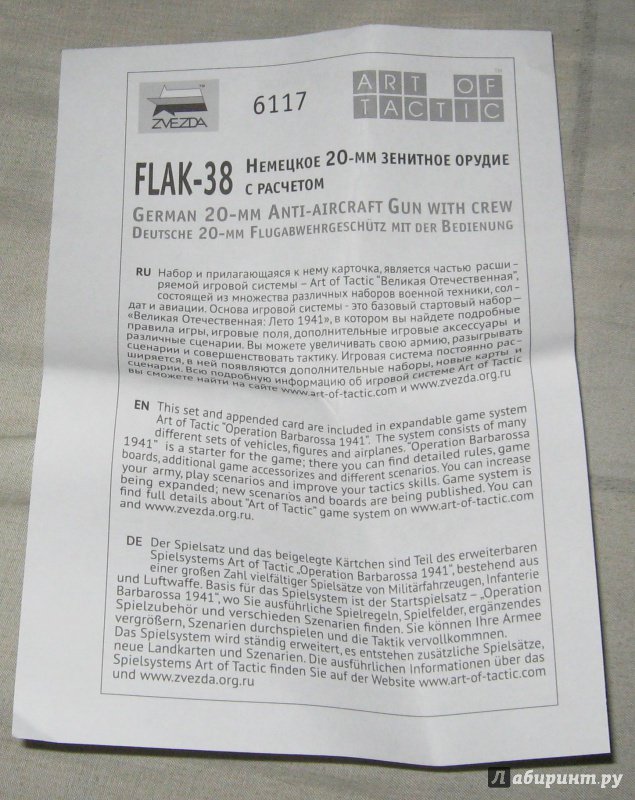 ZVEZDA
6117
ART OF
TACTIC
FLAK-38 Немецкое 20-мм зенитное орудие
с расчетом
German 20-mm Anti-aircraft Gun with crew
Deutsche 20-mm Flugabwehrgeschütz mit der Bedienung
RU Набор и прилагающаяся к нему карточка, является частью расши-
ряемой игровой системы – Art of Tactic "Великая Отечественная",
состоящей из множества различных наборов военной техники, сол-
дат и авиации. Основа игровой системы - это базовый стартовый набор—
«Великая Отечественная: Лето 1941», в котором вы найдете подробные
правила игры, игровые поля, дополнительные игровые аксессуары и
различные сценарии. Вы можете увеличивать свою армию, разыгрывать
сценарии и совершенствовать тактику. Игровая система постоянно рас-
ширяется, в ней появляются дополнительные наборы, новые карты и
сценарии. Всю подробную информацию об игровой системе Art of Tactic
вы сможете найти на сайте www.art-of-tactic.com и www.zvezda.org.ru
EN This set and appended card are included in expandable game system
Art of Tactic "Operation Barbarossa 1941". The system consists of many
different sets of vehicles, figures and airplanes. "Operation Barbarossa
1941" is a starter for the game; there you can find detailed rules, game
boards, additional game accessorizes and different scenarios. You can increase
your army, play scenarios and improve your tactics skills. Game system is
being expanded; new scenarios and boards are being published. You can
find full details about "Art of Tactic" game system on www.art-of-tactic.com
and www.zvezda.org.ru.
DE Der Spielsatz und das beigelegte Kärtchen sind Teil des erweiterbaren
Spielsystems Art of Tactic „Operation Barbarossa 1941", bestehend aus
einer großen Zahl vielfältiger Spielsätze von Militärfahrzeugen, Infanterie
und Luftwaffe. Basis für das Spielsystem ist der Startspielsatz – „Operation
Barbarossa 1941", wo Sie ausführliche Spielregeln, Spielfelder, ergänzendes
Spielzubehör und verschieden Szenarien finden. Sie können Ihre Armee
vergrößern, Szenarien durchspielen und die Taktik vervollkommnen.
Das Spielsystem wird ständig erweitert, es entstehen zusätzliche Spielsätze,
neue Landkarten und Szenarien. Die ausführlichen Informationen über das
Spielsystems Art of Tactic finden Sie auf der Website www.art-of-tactic.com
und www.zvezda.org.ru
Лабиринт.ру